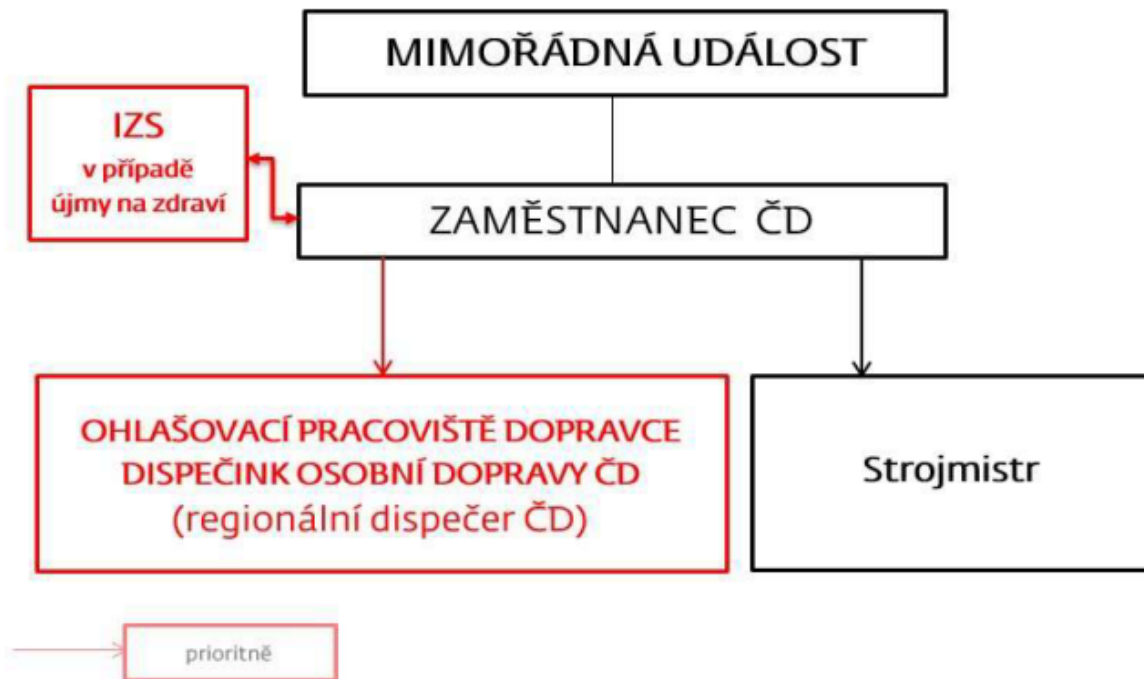 MIMOŘÁDNÁ UDÁLOST
IZS
v případě
újmy na zdraví
ZAMĚSTNANEC ČD
OHLAŠOVACÍ PRACOVIŠTĚ DOPRAVCE
DISPEČINK OSOBNÍ DOPRAVY ČD
(regionální dispečer ČD)
Strojmistr
prioritně